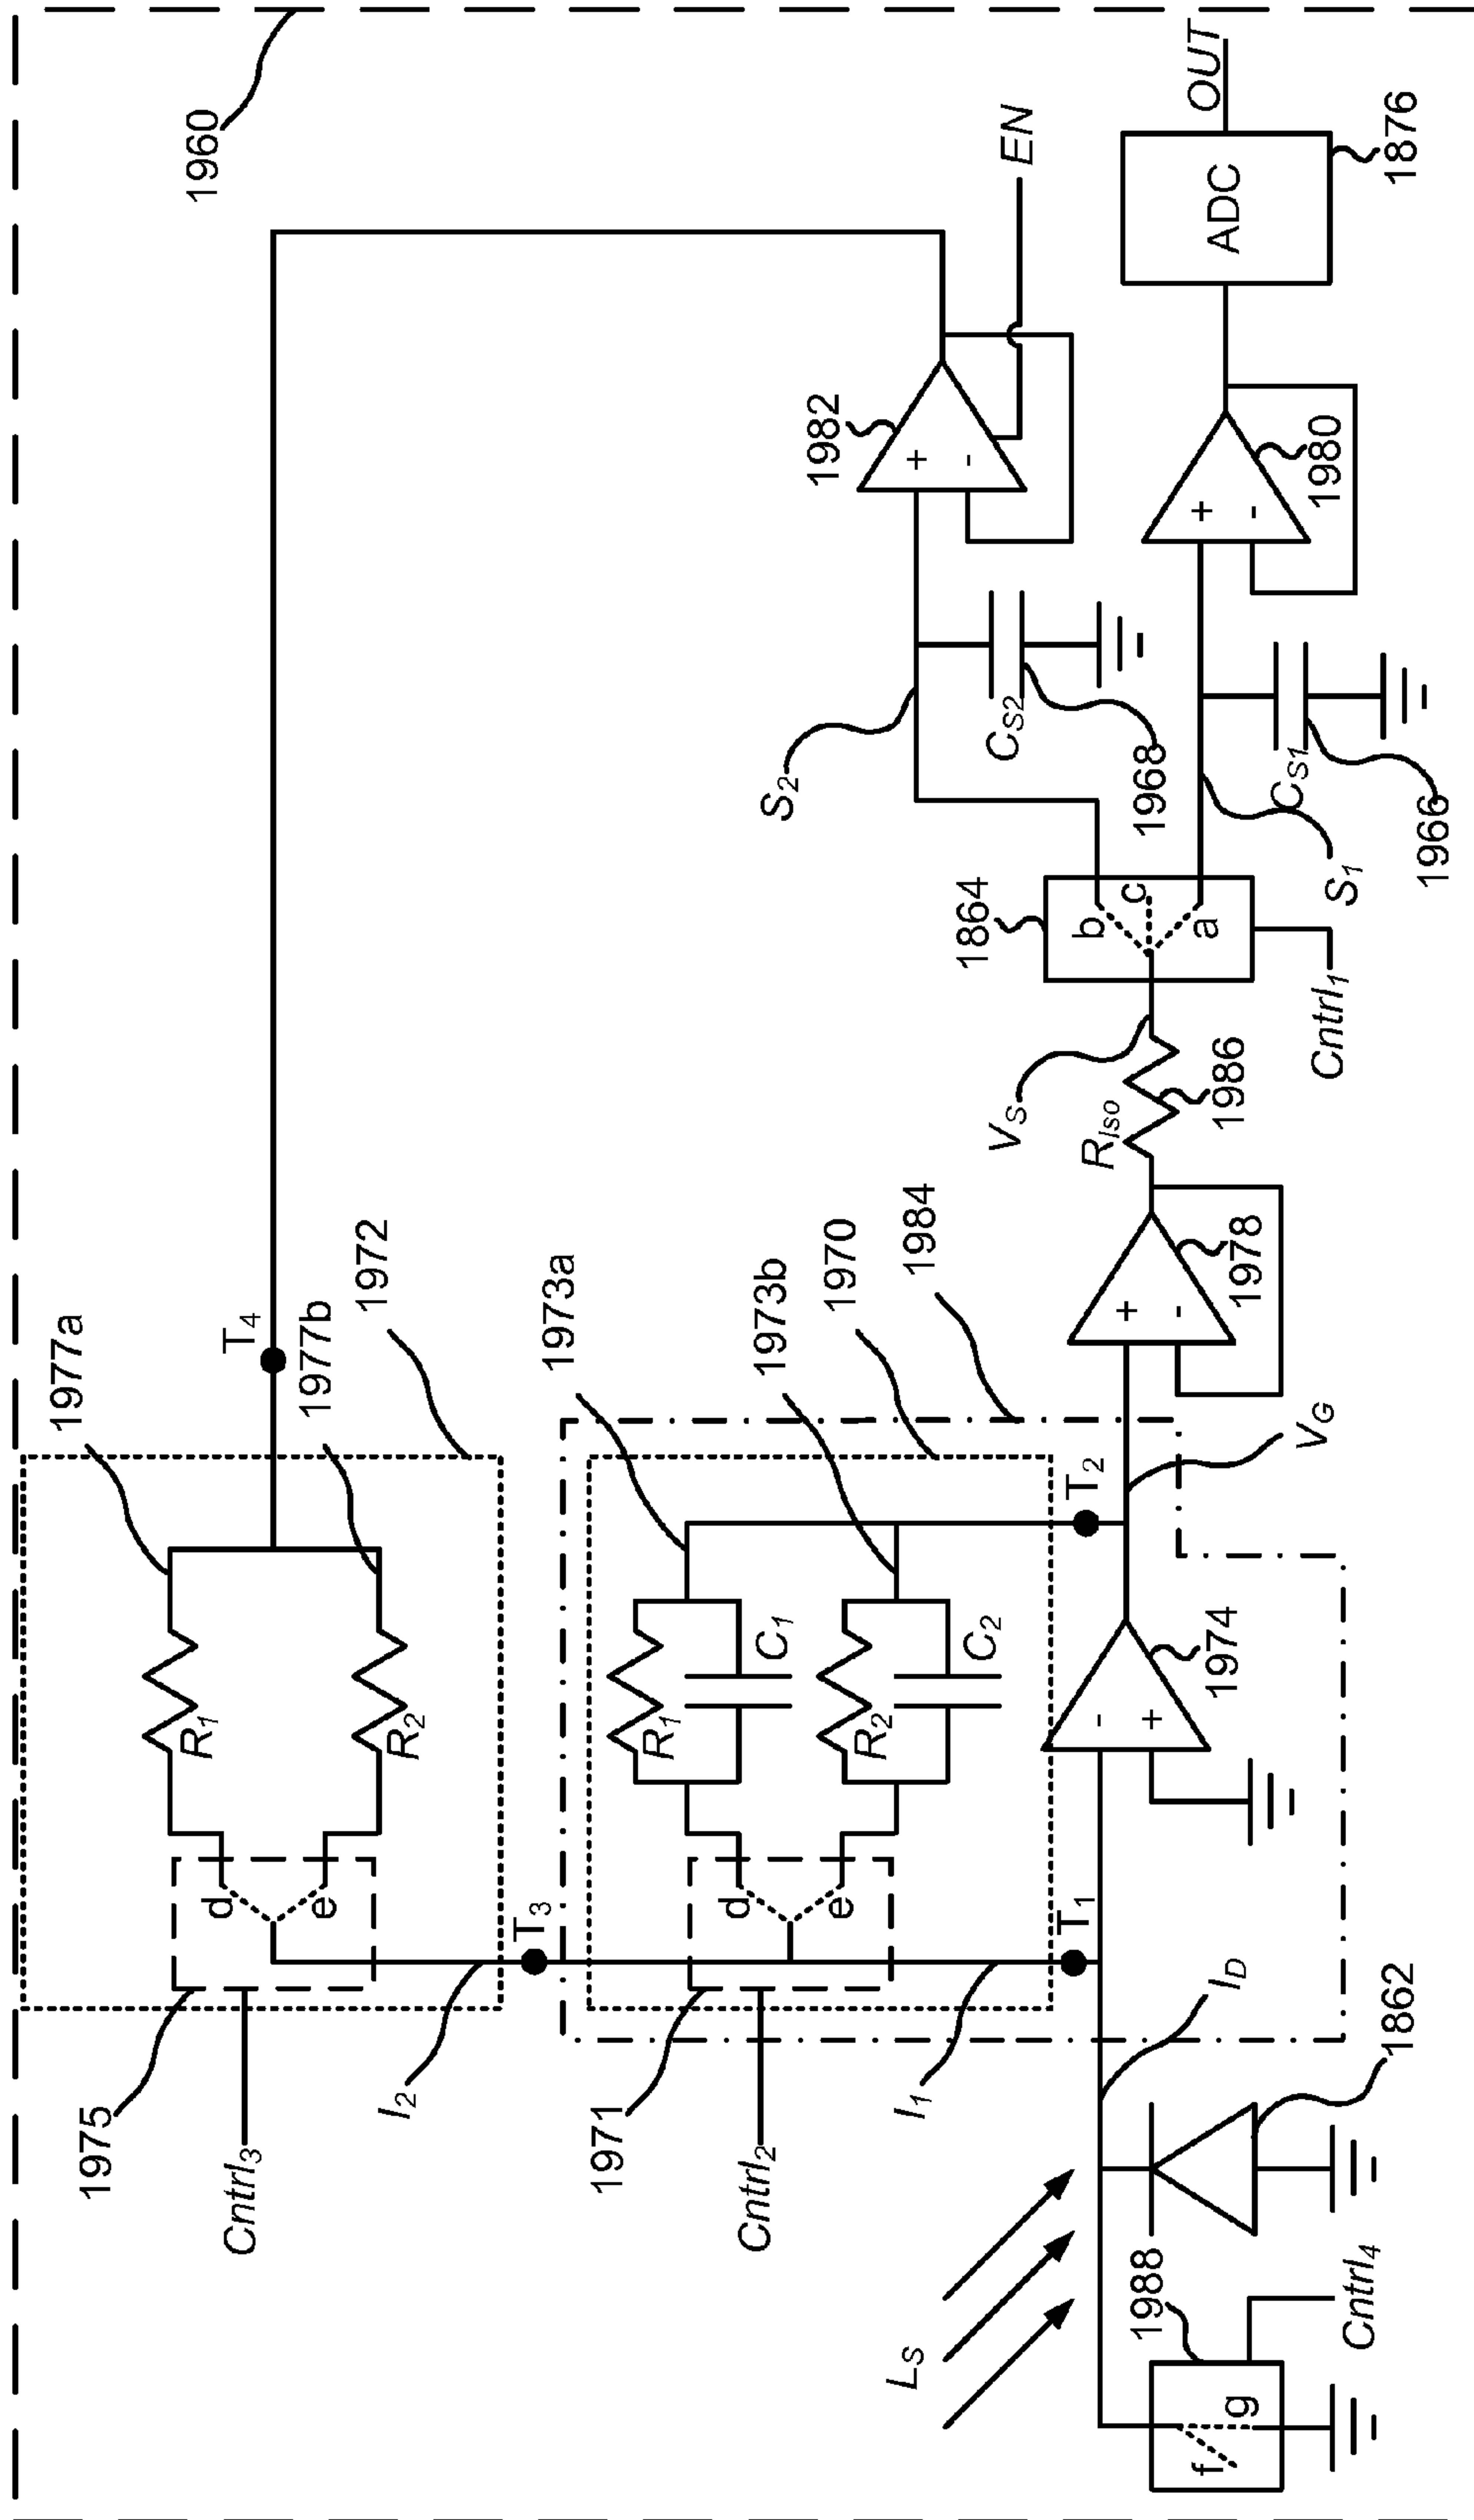 1960
1977a
T4
1977b
1972
1975
Cntrl3
R1
R2
d
e
I2
T3
1973a
1973b
1970
1984
1971
Cntrl2
R1
C1
R2
C2
d
e
I1
T1
T2
VG
ID
1974
-
+
LS
1862
1988
f
g
Cntrl4
+
-
1978
RIso
1986
VS
1864
b
c
a
Cntrl1
S2
CS2
1968
S1
CS1
1966
1982
+
-
EN
+
-
1980
ADC
OUT
1876